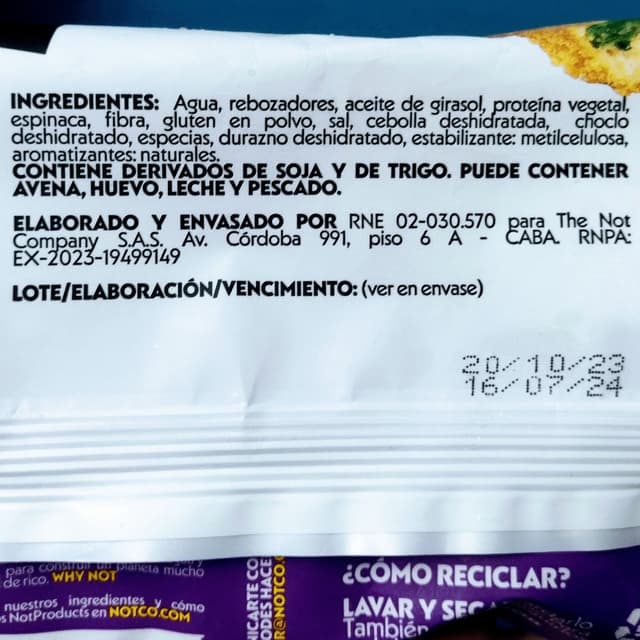 INGREDIENTES: Agua, rebozadores, aceite de girasol, proteína vegetal,
espinaca, fibra, gluten en polvo, sal, cebolla deshidratada, choclo
deshidratado, especias, durazno deshidratado, estabilizante: metilcelulosa,
aromatizantes: naturales.
CONTIENE DERIVADOS DE SOJA Y DE TRIGO. PUEDE CONTENER
AVENA, HUEVO, LECHE Y PESCADO.
ELABORADO Y ENVASADO POR RNE 02-030.570 para The Not
Company S.A.S. Av. Córdoba 991, piso 6 A - CABA. RNPA:
EX-2023-19499149
LOTE/ELABORACIÓN/VENCIMIENTO: (ver en envase)
20/10/23
16/07/24
para construir un planeta mucho
de rico. WHY NOT
nuestros ingredientes y cómo
s NotProducts en NOTCO.COM
¿CÓMO RECICLAR?
LAVAR Y
También